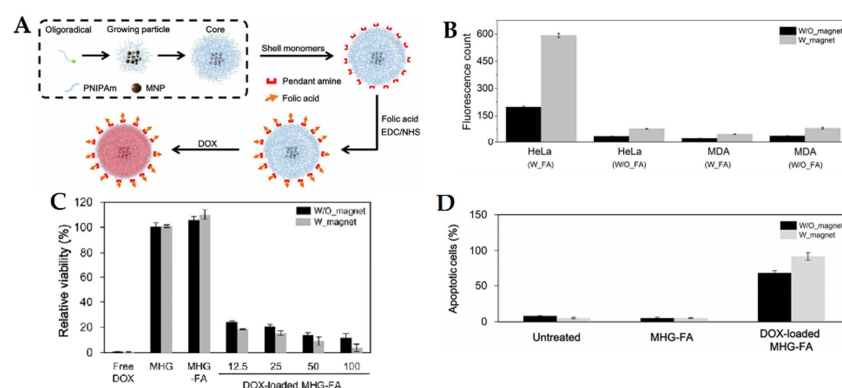 A
Oligoradical
Growing particle
Core
PNIPAm
MNP
Shell monomers
Pendant amine
Folic acid
Folic acid
EDC/NHS
DOX
B
Fluorescence count
600
450
300
150
0
W/O_magnet
W_magnet
HeLa
(W_FA)
HeLa
(W/O_FA)
MDA
(W_FA)
MDA
(W/O_FA)
C
Relative viability (%)
120
100
80
60
40
20
0
W/O_magnet
W_magnet
Free
DOX
MHG
MHG
-FA
12.5
25
50
100
DOX-loaded MHG-FA
D
Apoptotic cells (%)
150
100
50
0
W/O_magnet
W_magnet
Untreated
MHG-FA
DOX-loaded
MHG-FA